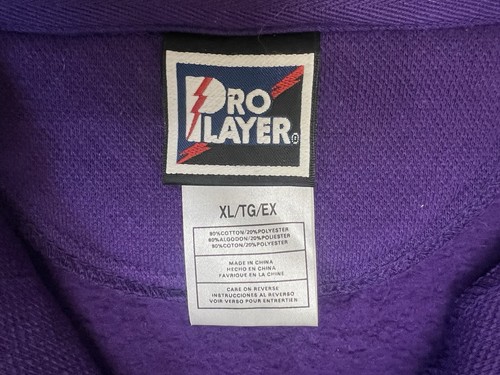 PRO
PLAYER®
XL/TG/EX
80%COTTON/20%POLYESTER
80%ALGODON/20%POLIESTER
80%COTON/20%POLYESTER
MADE IN CHINA
HECHO EN CHINA
FABRIQUE EN LA CHINE
CARE ON REVERSE
INSTRUCCIONES AL REVERSO
VOIR VERSO POUR ENTRETIEN